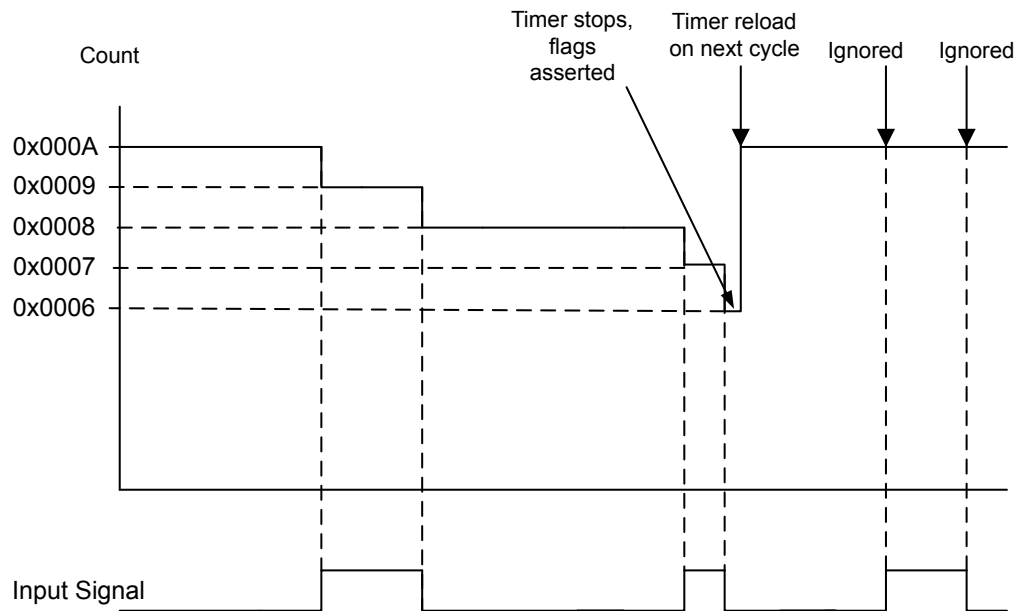 Timer stops,
flags
asserted
Timer reload
on next cycle
Ignored
Ignored
Count
0x000A
0x0009
0x0008
0x0007
0x0006
Input Signal